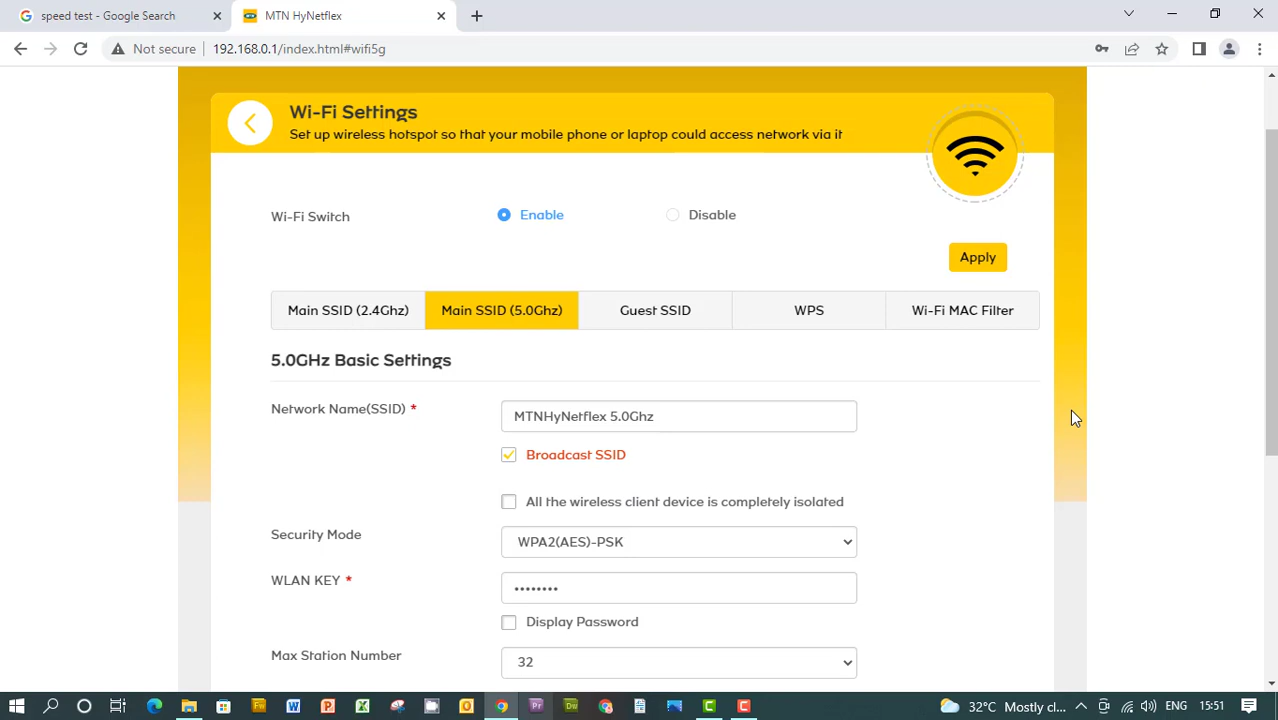 speed test - Google Search
MTN HyNetflex
Not secure
192.168.0.1/index.html#wifi5g
Wi-Fi Settings
Set up wireless hotspot so that your mobile phone or laptop could access network via it
Wi-Fi Switch
Enable
Disable
Apply
Main SSID (2.4Ghz)
Main SSID (5.0Ghz)
Guest SSID
WPS
Wi-Fi MAC Filter
5.0GHz Basic Settings
Network Name(SSID) *
MTNHyNetflex 5.0Ghz
Broadcast SSID
All the wireless client device is completely isolated
Security Mode
WPA2(AES)-PSK
WLAN KEY *
••••••••
Display Password
Max Station Number
32
32°C Mostly cl...
15:51